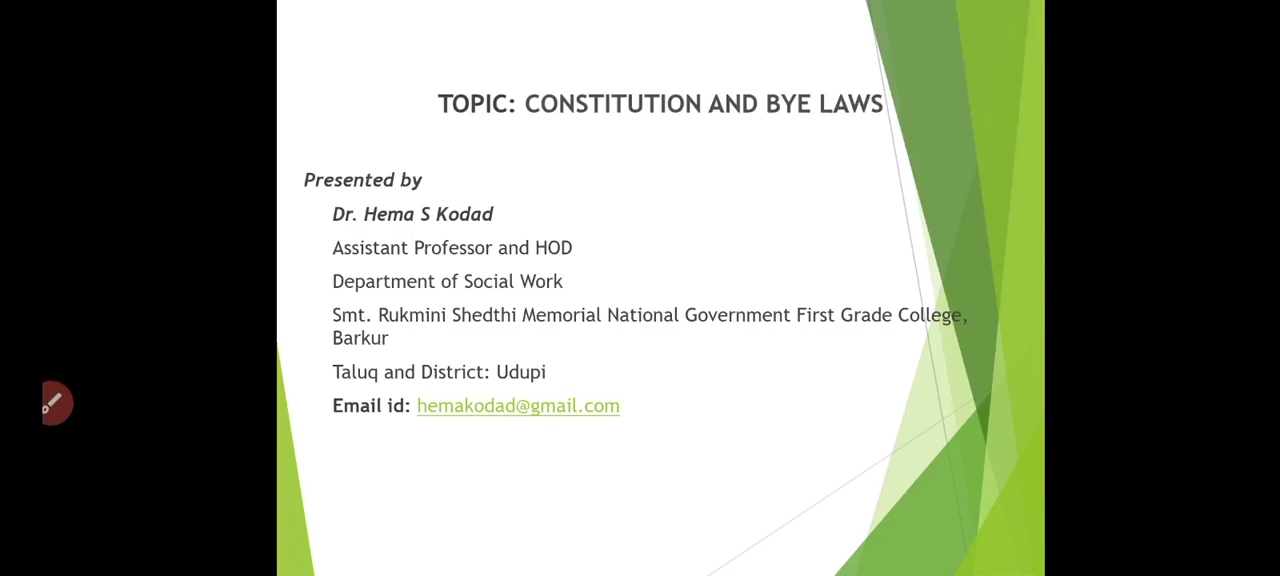 TOPIC: CONSTITUTION AND BYE LAWS
Presented by
Dr. Hema S Kodad
Assistant Professor and HOD
Department of Social Work
Smt. Rukmini Shedthi Memorial National Government First Grade College,
Barkur
Taluq and District: Udupi
Email id: hemakodad@gmail.com